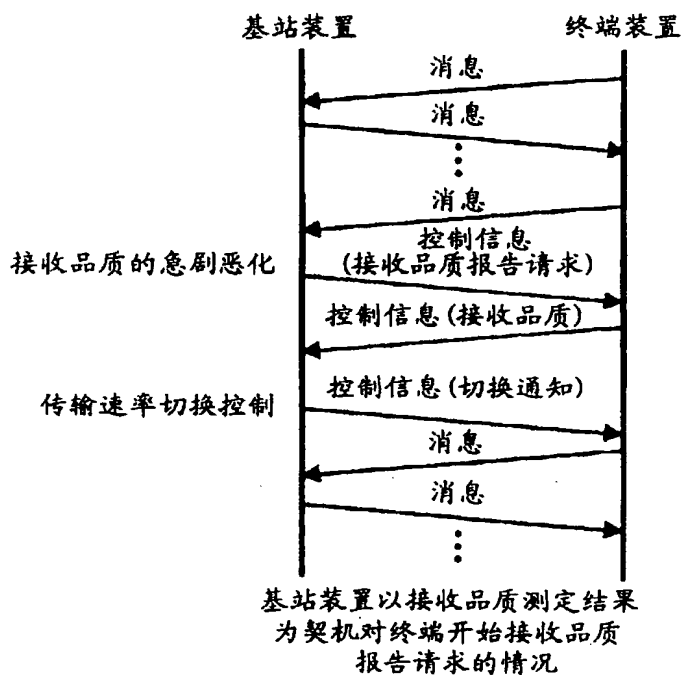 基站装置
终端装置
消息
消息
消息
控制信息
接收品质的急剧恶化
(接收品质报告请求)
控制信息(接收品质)
控制信息(切换通知)
传输速率切换控制
消息
消息
基站装置以接收品质测定结果
为契机对终端开始接收品质
报告请求的情况